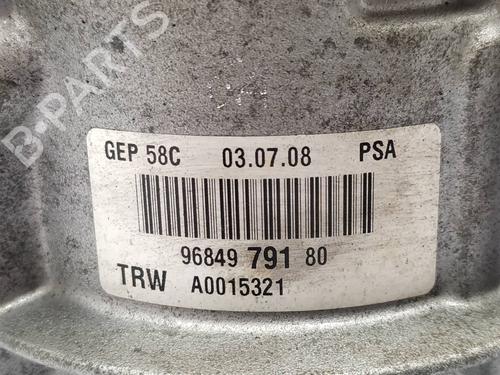 B-PARTS
GEP 58C 03.07.08 PSA
96849 791 80
TRW A0015321